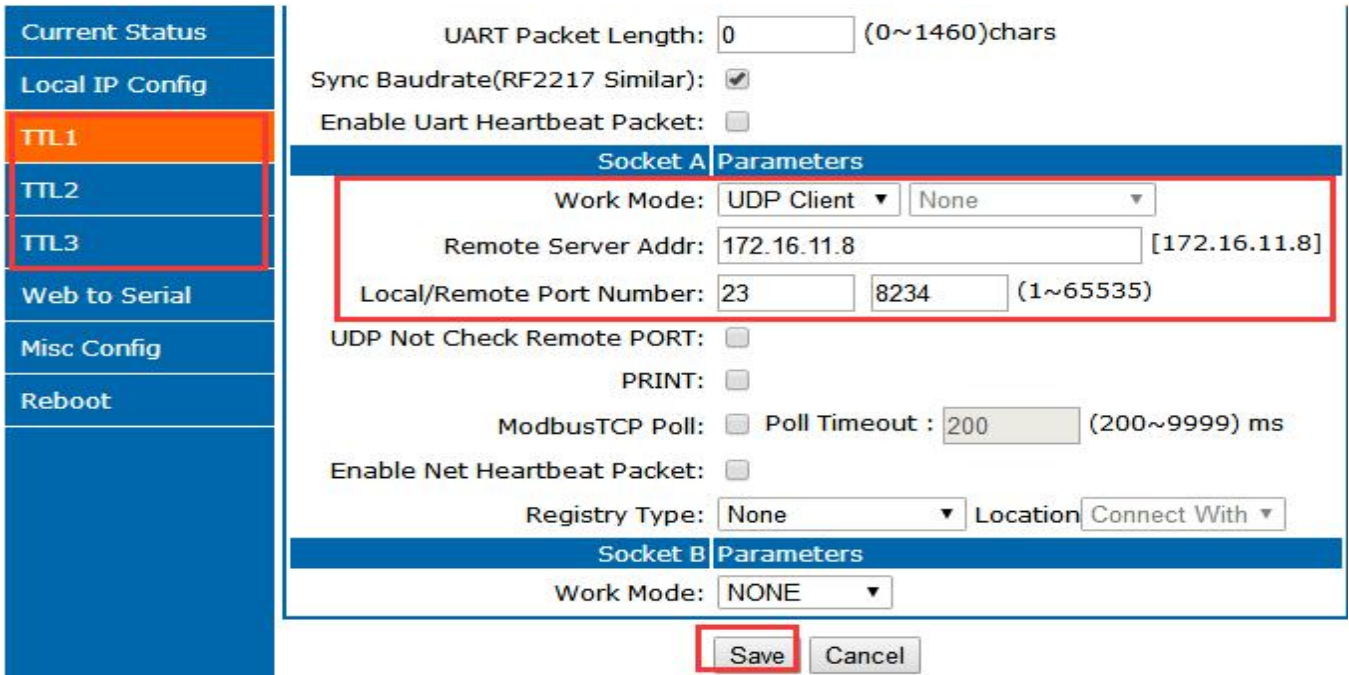 Current Status
Local IP Config
TTL1
TTL2
TTL3
Web to Serial
Misc Config
Reboot
UART Packet Length: 0 (0~1460)chars
Sync Baudrate(RF2217 Similar):
Enable Uart Heartbeat Packet:
Socket A Parameters
Work Mode: UDP Client None
Remote Server Addr: 172.16.11.8 [172.16.11.8]
Local/Remote Port Number: 23 8234 (1~65535)
UDP Not Check Remote PORT:
PRINT:
ModbusTCP Poll: Poll Timeout : 200 (200~9999) ms
Enable Net Heartbeat Packet:
Registry Type: None Location Connect With
Socket B Parameters
Work Mode: NONE
Save Cancel